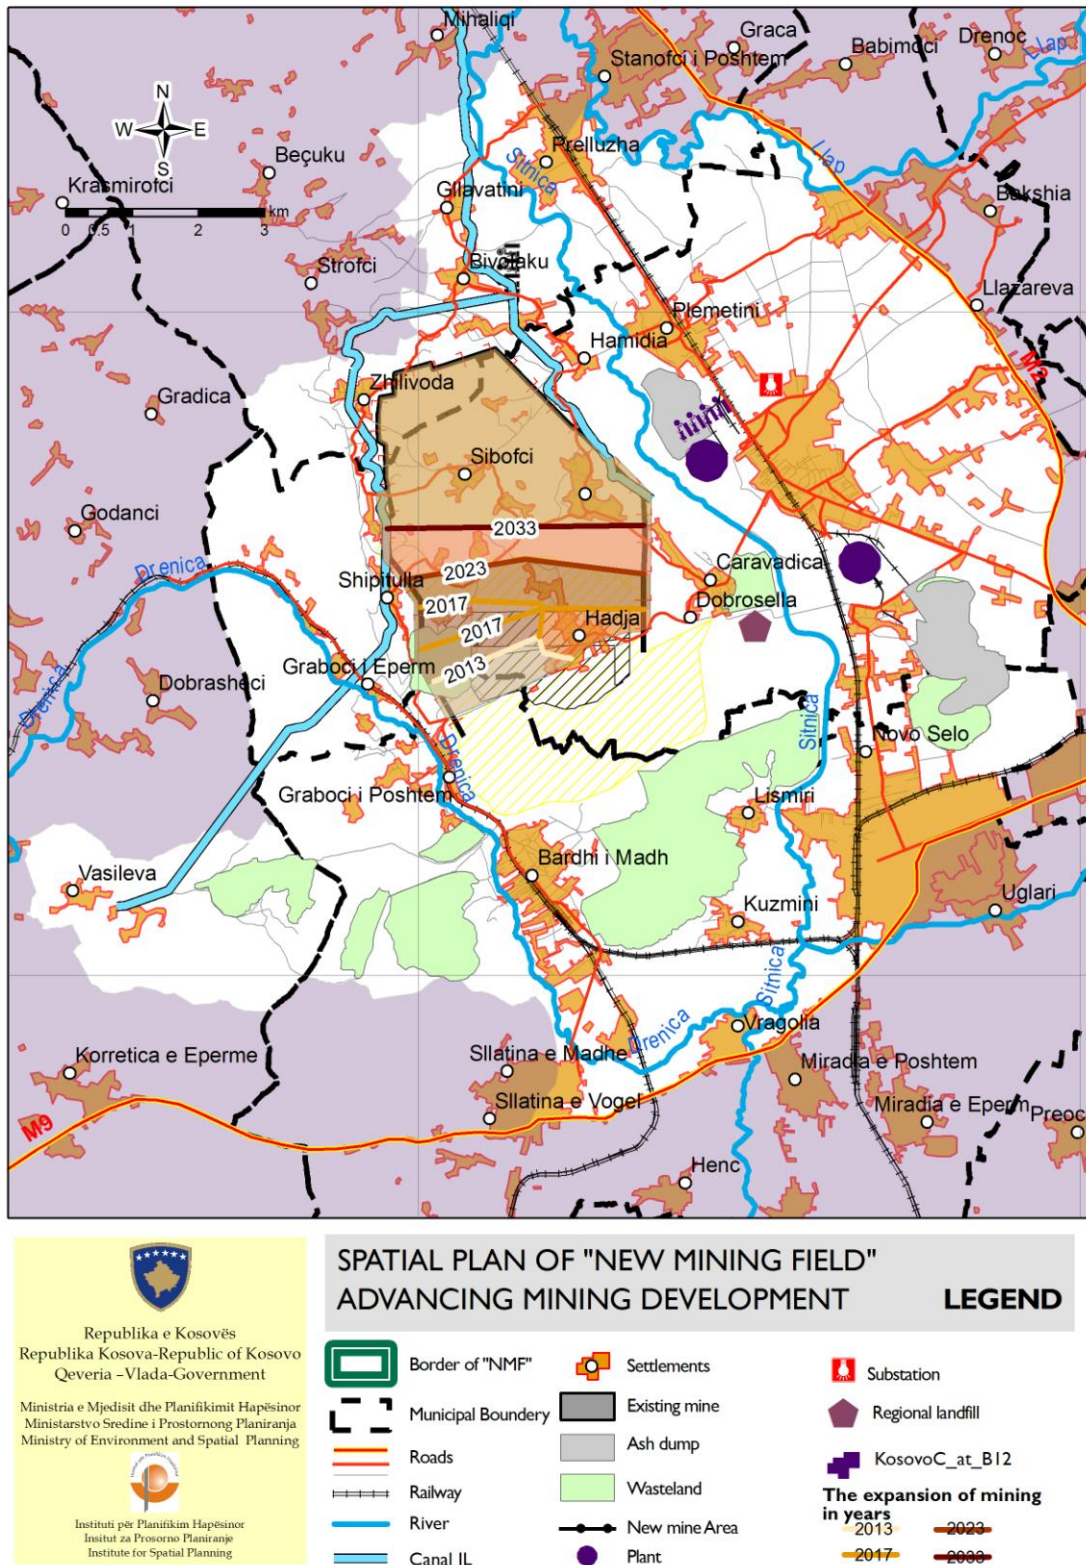 Mihaliqi
Graca
Babimoci
Drenoc
Stanofci i Poshtem
Llap
N
W E
S
Prelluzha
Sitnica
Llap
Beçuku
Krasmirofci
Gllavatini
Bakshia
0 0.5 1 2 3
km
Strofci
Bivolaku
Llazareva
Plemetini
Hamidia
Zhilivoda
Gradica
Sibofci
2033
Godanci
Drenica
2023
Caravadica
Shipitulla
2017
Dobrosella
2017
Hadja
2013
Graboci i Eperm
Drenica
Dobrasheci
Sitnica
Drenica
Novo Selo
Graboci i Poshtem
Lismiri
Bardhi i Madh
Vasileva
Kuzmini
Uglari
Sitnica
Vragolia
Drenica
Korretica e Eperme
Sllatina e Madhe
Miradia e Poshtem
M9
Sllatina e Vogel
Miradia e Eperm
Preoc
Henc
SPATIAL PLAN OF "NEW MINING FIELD"
ADVANCING MINING DEVELOPMENT
LEGEND
Republika e Kosovës
Republika Kosova-Republic of Kosovo
Qeveria –Vlada-Government
Ministria e Mjedisit dhe Planifikimit Hapësinor
Ministarstvo Sredine i Prostornong Planiranja
Ministry of Environment and Spatial Planning
Instituti për Planifikim Hapësinor
Insitut za Prosorno Planiranje
Institute for Spatial Planning
Border of "NMF"
Municipal Boundery
Roads
Railway
River
Canal IL
Settlements
Existing mine
Ash dump
Wasteland
New mine Area
Plant
Substation
Regional landfill
KosovoC_at_B12
The expansion of mining
in years
2013
2023
2017
2033